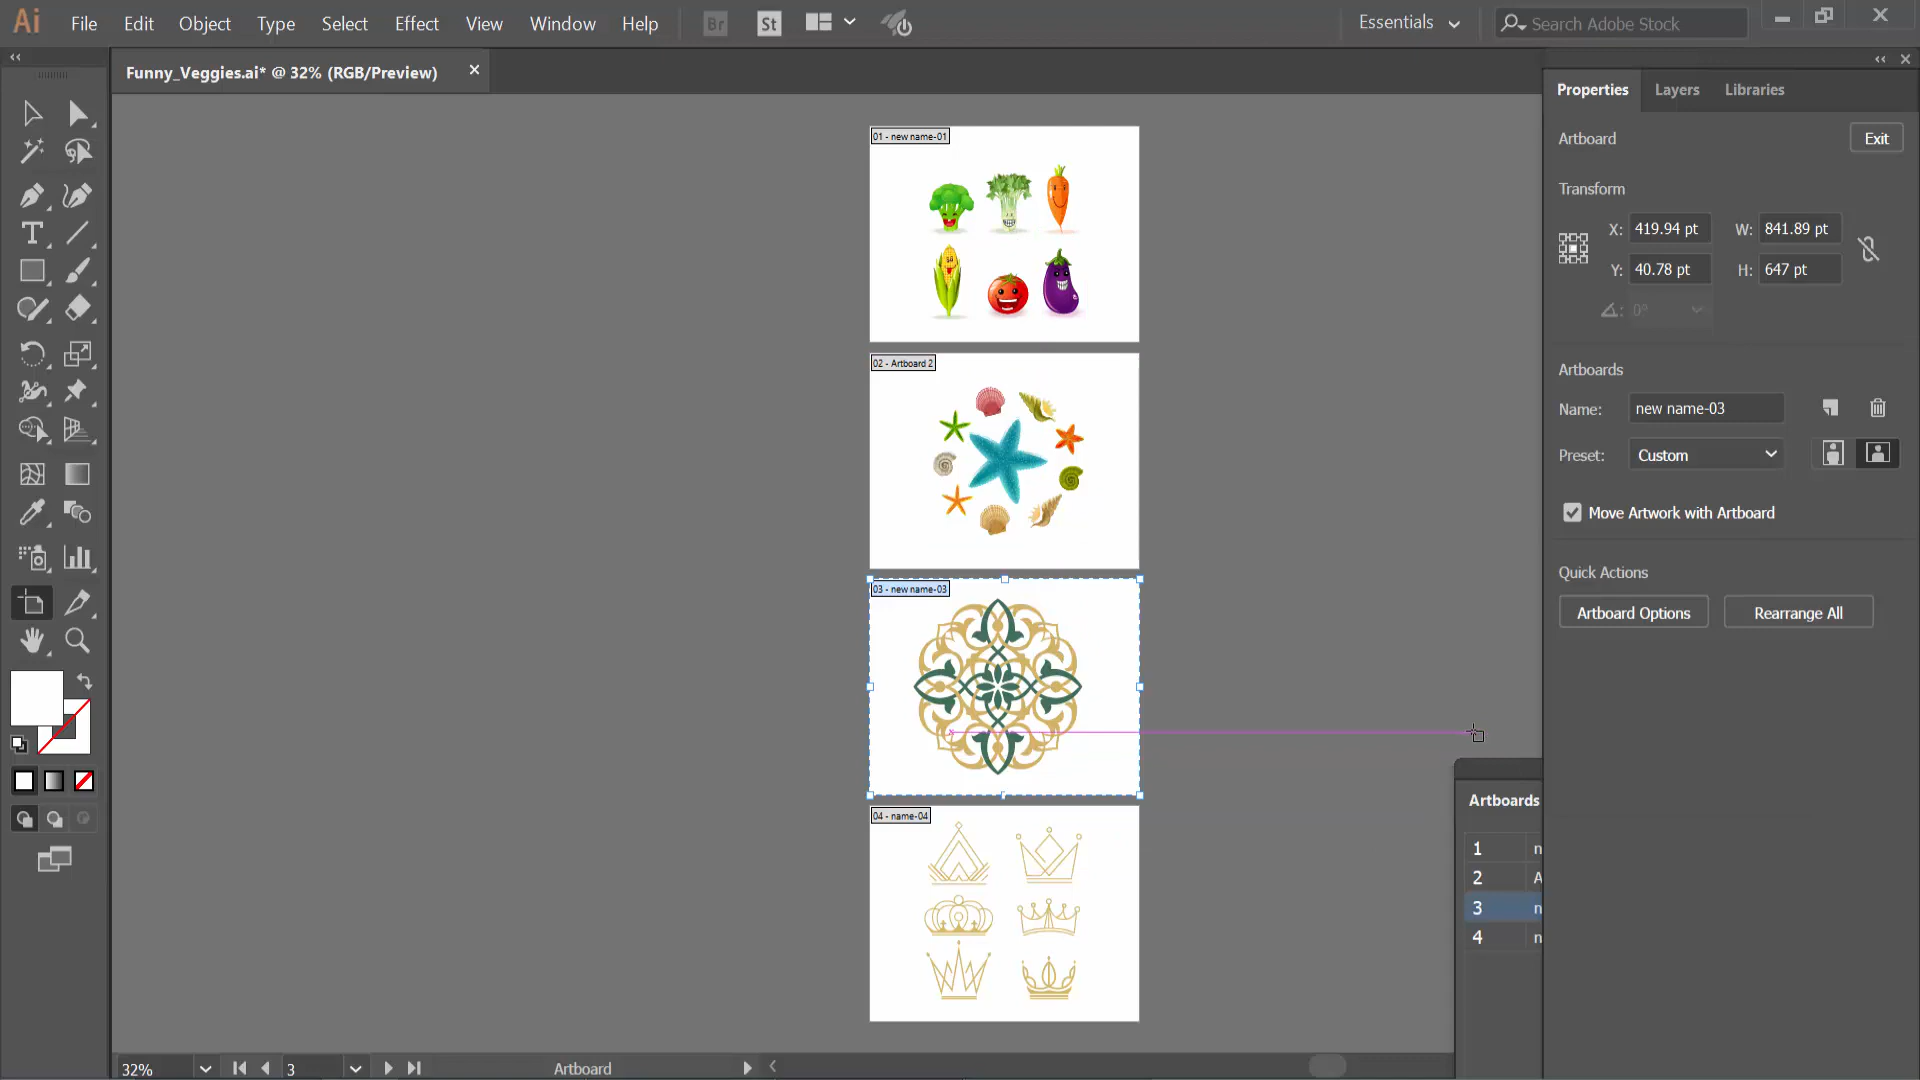 Ai File Edit Object Type Select Effect View Window Help Br St Essentials Search Adobe Stock
Funny_Veggies.ai* @ 32% (RGB/Preview)
Properties Layers Libraries
Artboard Exit
Transform
X: 419.94 pt W: 841.89 pt
Y: 40.78 pt H: 647 pt
0°
Artboards
Name: new name-03
Preset: Custom
Move Artwork with Artboard
Quick Actions
Artboard Options Rearrange All
01 - new name-01
02 - Artboard 2
03 - new name-03
04 - name-04
Artboards
1 n
2 A
3 n
4 n
32% 3 Artboard